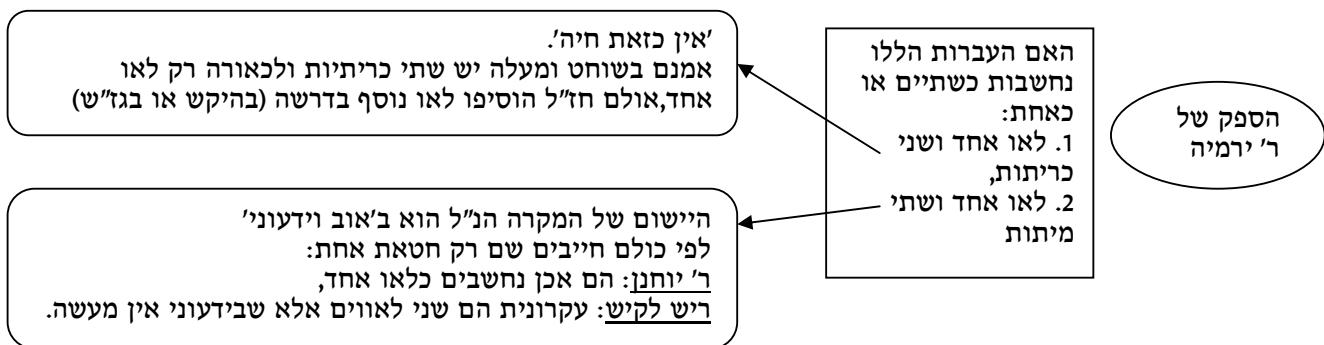 הספק של
ר' ירמיה
האם העברות הללו
נחשבות כשתיים או
כאחת:
1. לאו אחד ושני
כריתות,
2. לאו אחד ושתי
מיתות
'אין כזאת חיה'.
אמנם בשוחט ומעלה יש שתי כריתיות ולכאורה רק לאו
אחד,אולם חז"ל הוסיפו לאו נוסף בדרשה (בהיקש או בגז"ש)
היישום של המקרה הנ"ל הוא ב'אוב וידעוני'
לפי כולם חייבים שם רק חטאת אחת:
ר' יוחנן: הם אכן נחשבים כלאו אחד,
ריש לקיש: עקרונית הם שני לאווים אלא שבידעוני אין מעשה.